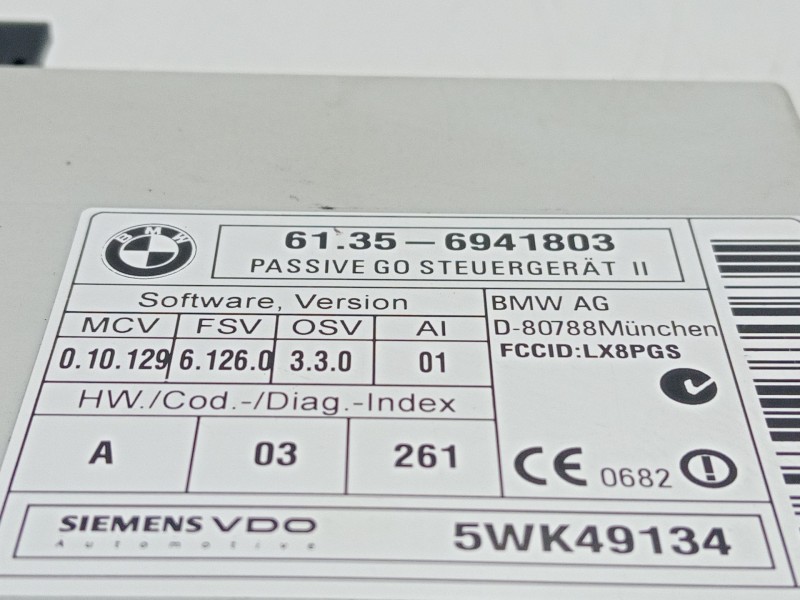 BMW
61.35 - 6941803
PASSIVE GO STEUERGERÄT II
Software, Version
MCV FSV OSV AI
0.10.129 6.126.0 3.3.0 01
HW./Cod.-/Diag.-Index
A 03 261
BMW AG
D-80788München
FCCID:LX8PGS
CE 0682
SIEMENS VDO
Automotive
5WK49134